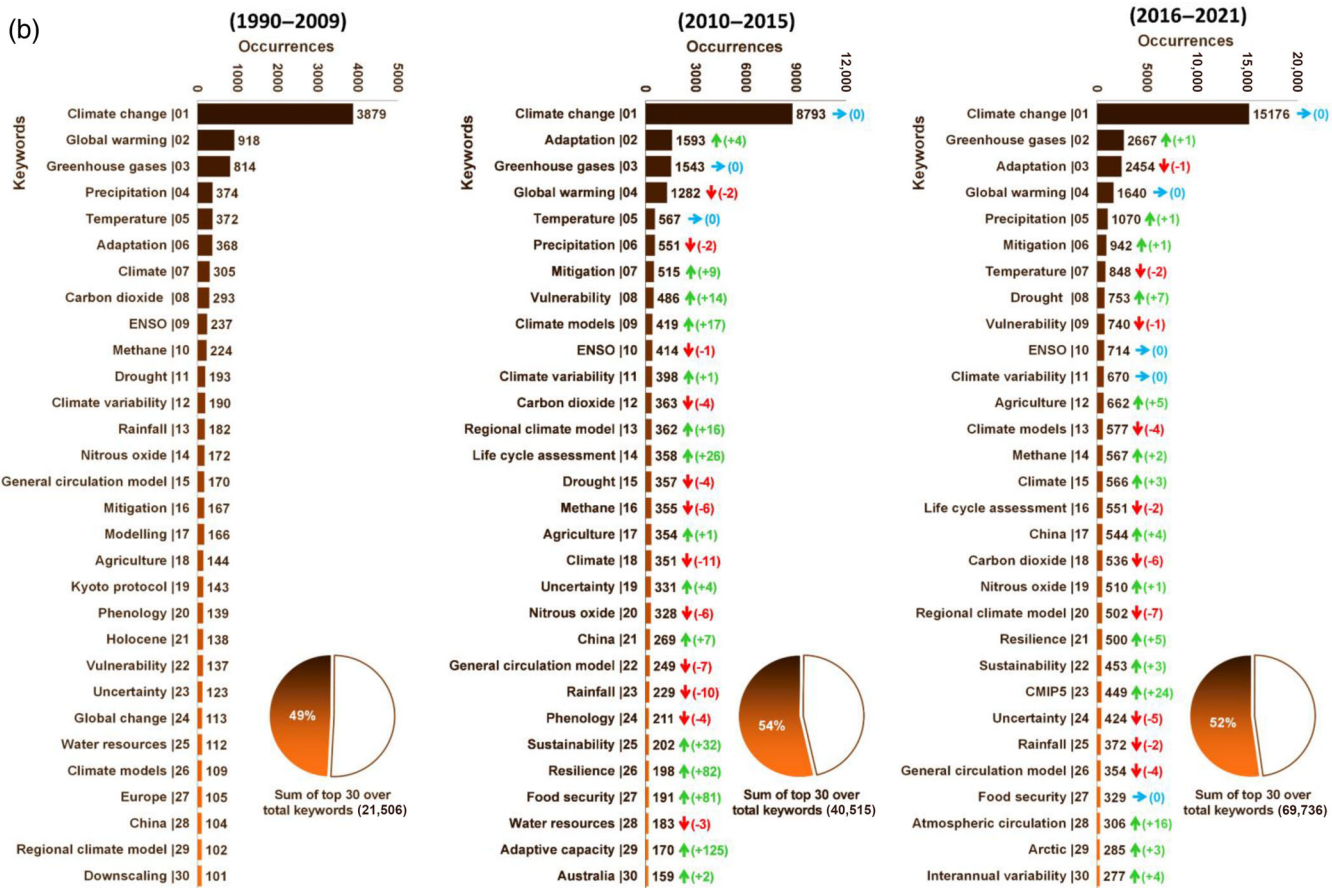 (b)
(1990–2009)
Occurrences
0 1000 2000 3000 4000 5000
Keywords
Climate change |01 3879
Global warming |02 918
Greenhouse gases |03 814
Precipitation |04 374
Temperature |05 372
Adaptation |06 368
Climate |07 305
Carbon dioxide |08 293
ENSO |09 237
Methane |10 224
Drought |11 193
Climate variability |12 190
Rainfall |13 182
Nitrous oxide |14 172
General circulation model |15 170
Mitigation |16 167
Modelling |17 166
Agriculture |18 144
Kyoto protocol |19 143
Phenology |20 139
Holocene |21 138
Vulnerability |22 137
Uncertainty |23 123
Global change |24 113
Water resources |25 112
Climate models |26 109
Europe |27 105
China |28 104
Regional climate model |29 102
Downscaling |30 101
49%
Sum of top 30 over
total keywords (21,506)
(2010–2015)
Occurrences
0 3000 6000 9000 12,000
Keywords
Climate change |01 8793 →(0)
Adaptation |02 1593 ↑(+4)
Greenhouse gases |03 1543 →(0)
Global warming |04 1282 ↓(-2)
Temperature |05 567 →(0)
Precipitation |06 551 ↓(-2)
Mitigation |07 515 ↑(+9)
Vulnerability |08 486 ↑(+14)
Climate models |09 419 ↑(+17)
ENSO |10 414 ↓(-1)
Climate variability |11 398 ↑(+1)
Carbon dioxide |12 363 ↓(-4)
Regional climate model |13 362 ↑(+16)
Life cycle assessment |14 358 ↑(+26)
Drought |15 357 ↓(-4)
Methane |16 355 ↓(-6)
Agriculture |17 354 ↑(+1)
Climate |18 351 ↓(-11)
Uncertainty |19 331 ↑(+4)
Nitrous oxide |20 328 ↓(-6)
China |21 269 ↑(+7)
General circulation model |22 249 ↓(-7)
Rainfall |23 229 ↓(-10)
Phenology |24 211 ↓(-4)
Sustainability |25 202 ↑(+32)
Resilience |26 198 ↑(+82)
Food security |27 191 ↑(+81)
Water resources |28 183 ↓(-3)
Adaptive capacity |29 170 ↑(+125)
Australia |30 159 ↑(+2)
54%
Sum of top 30 over
total keywords (40,515)
(2016–2021)
Occurrences
0 5000 10,000 15,000 20,000
Keywords
Climate change |01 15176 →(0)
Greenhouse gases |02 2667 ↑(+1)
Adaptation |03 2454 ↓(-1)
Global warming |04 1640 →(0)
Precipitation |05 1070 ↑(+1)
Mitigation |06 942 ↑(+1)
Temperature |07 848 ↓(-2)
Drought |08 753 ↑(+7)
Vulnerability |09 740 ↓(-1)
ENSO |10 714 →(0)
Climate variability |11 670 →(0)
Agriculture |12 662 ↑(+5)
Climate models |13 577 ↓(-4)
Methane |14 567 ↑(+2)
Climate |15 566 ↑(+3)
Life cycle assessment |16 551 ↓(-2)
China |17 544 ↑(+4)
Carbon dioxide |18 536 ↓(-6)
Nitrous oxide |19 510 ↑(+1)
Regional climate model |20 502 ↓(-7)
Resilience |21 500 ↑(+5)
Sustainability |22 453 ↑(+3)
CMIP5 |23 449 ↑(+24)
Uncertainty |24 424 ↓(-5)
Rainfall |25 372 ↓(-2)
General circulation model |26 354 ↓(-4)
Food security |27 329 →(0)
Atmospheric circulation |28 306 ↑(+16)
Arctic |29 285 ↑(+3)
Interannual variability |30 277 ↑(+4)
52%
Sum of top 30 over
total keywords (69,736)